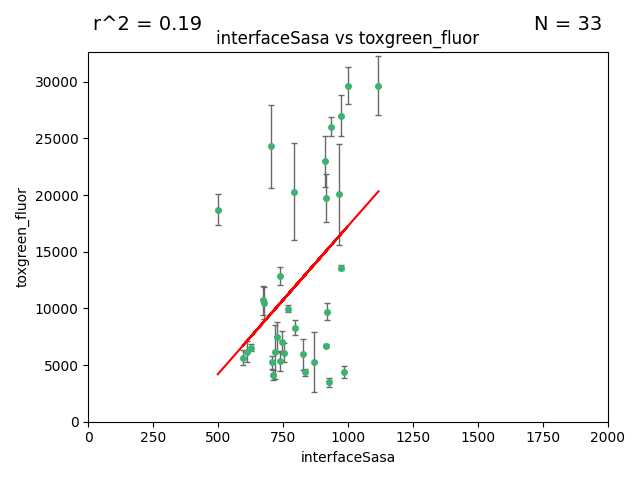 r^2 = 0.19
N = 33
interfaceSasa vs toxgreen_fluor
toxgreen_fluor
30000
25000
20000
15000
10000
5000
0
0 250 500 750 1000 1250 1500 1750 2000
interfaceSasa